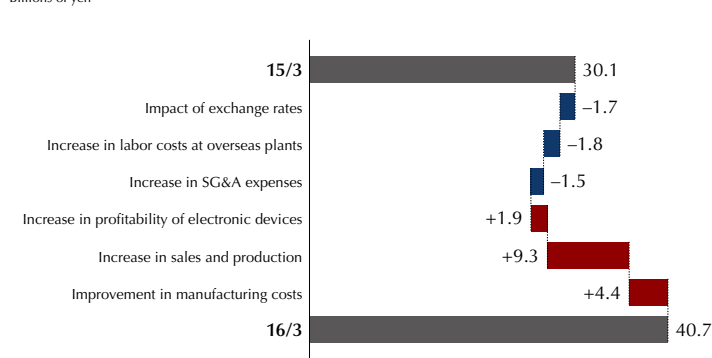 Billions of yen
15/3 30.1
Impact of exchange rates –1.7
Increase in labor costs at overseas plants –1.8
Increase in SG&A expenses –1.5
Increase in profitability of electronic devices +1.9
Increase in sales and production +9.3
Improvement in manufacturing costs +4.4
16/3 40.7